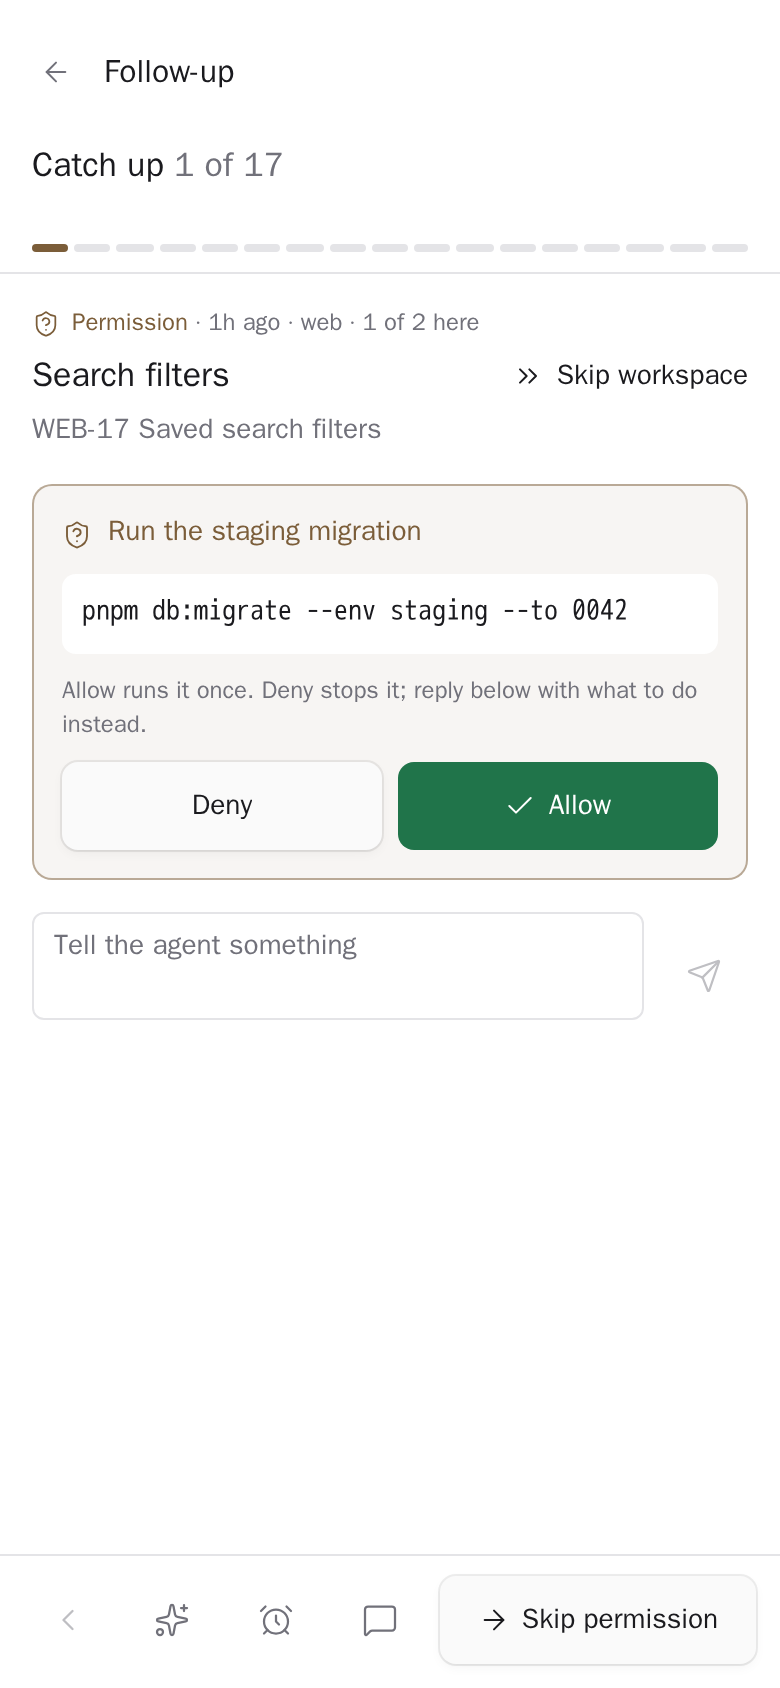 Follow-up
Catch up 1 of 17
Permission · 1h ago · web · 1 of 2 here
Search filters
Skip workspace
WEB-17 Saved search filters
Run the staging migration
pnpm db:migrate --env staging --to 0042
Allow runs it once. Deny stops it; reply below with what to do
instead.
Deny
Allow
Tell the agent something
Skip permission